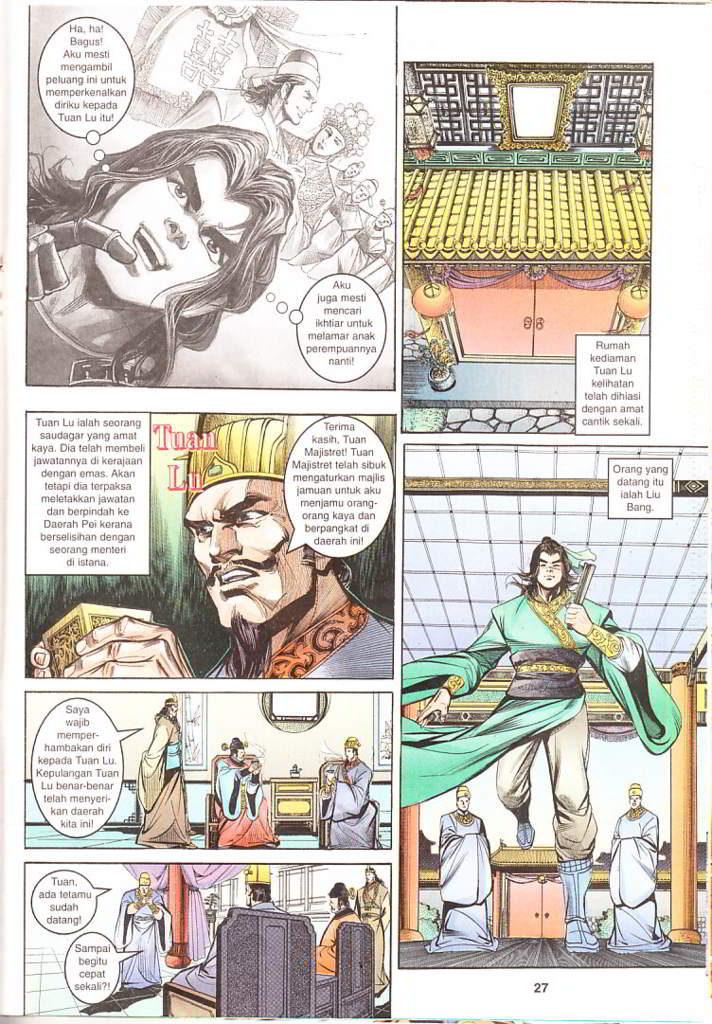 Ha, ha!
Bagus!
Aku mesti
mengambil
peluang ini untuk
memperkenalkan
diriku kepada
Tuan Lu itu!
囍
Aku
juga mesti
mencari
ikhtiar untuk
melamar anak
perempuannya
nanti!
Rumah
kediaman
Tuan Lu
kelihatan
telah dihiasi
dengan amat
cantik sekali.
Tuan Lu ialah seorang
saudagar yang amat
kaya. Dia telah membeli
jawatannya di kerajaan
dengan emas. Akan
tetapi dia terpaksa
meletakkan jawatan
dan berpindah ke
Daerah Pei kerana
berselisihan dengan
seorang menteri
di istana.
Tuan
Lu
Terima
kasih, Tuan
Majistret! Tuan
Majistret telah sibuk
mengaturkan majlis
jamuan untuk aku
menjamu orang-
orang kaya dan
berpangkat di
daerah ini!
Saya
wajib
memper-
hambakan diri
kepada Tuan Lu.
Kepulangan Tuan
Lu benar-benar
telah menyeri-
kan daerah
kita ini!
Tuan,
ada tetamu
sudah
datang!
Sampai
begitu
cepat
sekali?!
Orang yang
datang itu
ialah Liu
Bang.
27